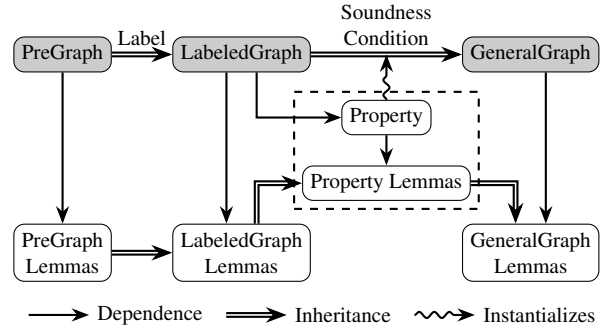 Soundness
Condition
Label
PreGraph
LabeledGraph
GeneralGraph
Property
Property Lemmas
PreGraph
Lemmas
LabeledGraph
Lemmas
GeneralGraph
Lemmas
Dependence
Inheritance
Instantializes